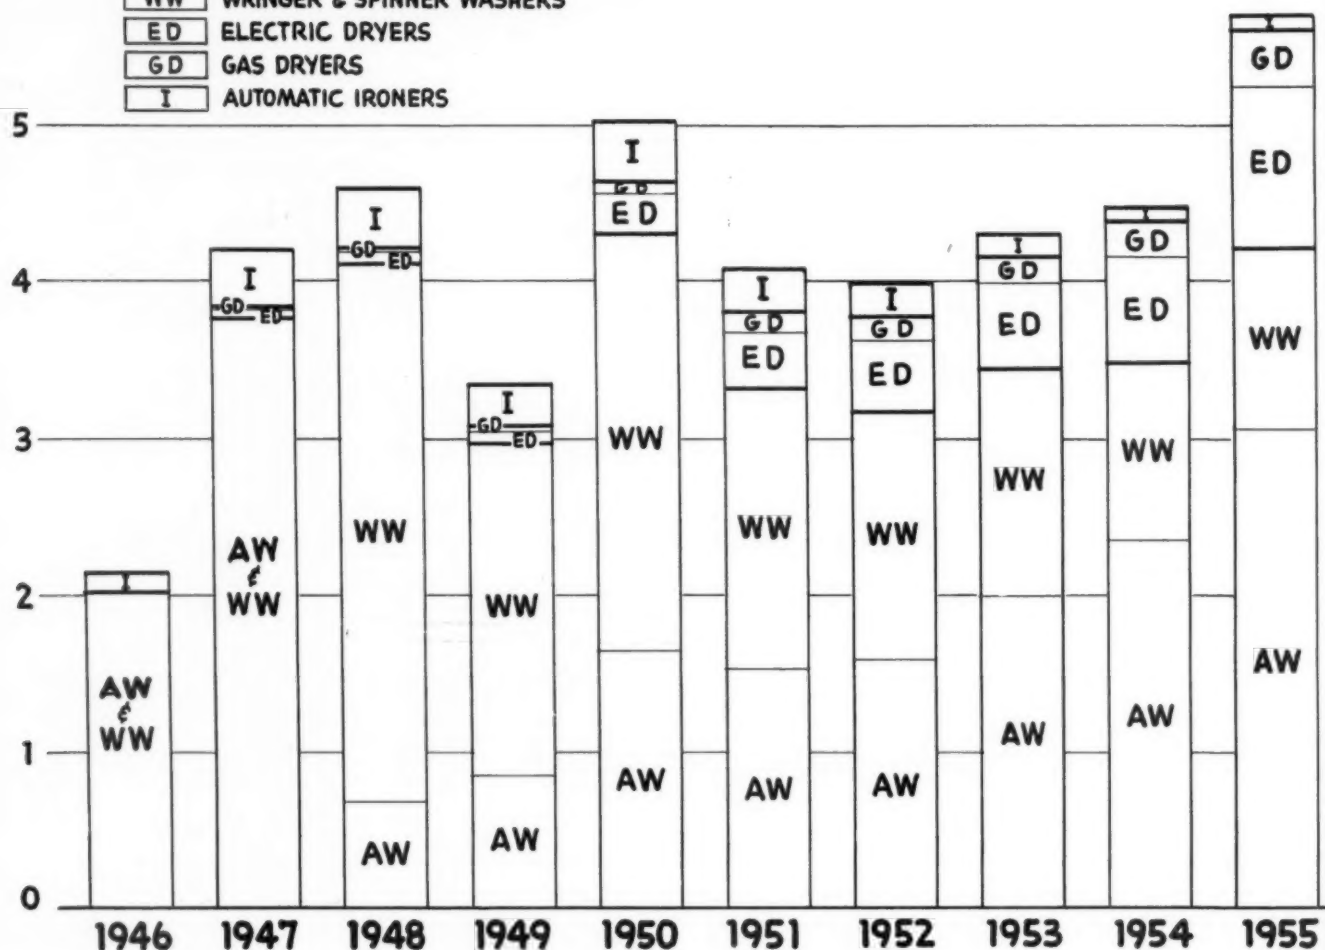 WW WRINGER & SPINNER WASHERS
ED ELECTRIC DRYERS
GD GAS DRYERS
I AUTOMATIC IRONERS
5
4
3
2
1
0
I
AW
&
WW
I
GD
ED
AW
&
WW
I
GD
ED
WW
AW
I
GD
ED
WW
AW
I
GD
ED
WW
AW
I
GD
ED
WW
AW
I
GD
ED
WW
AW
I
GD
ED
WW
AW
I
GD
ED
WW
AW
I
GD
ED
WW
AW
1946 1947 1948 1949 1950 1951 1952 1953 1954 1955